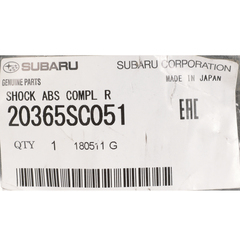 SUBARU SUBARU CORPORATION
GENUINE PARTS MADE IN JAPAN
SHOCK ABS COMPL R
20365SC051 EAC
QTY 1 180511 G